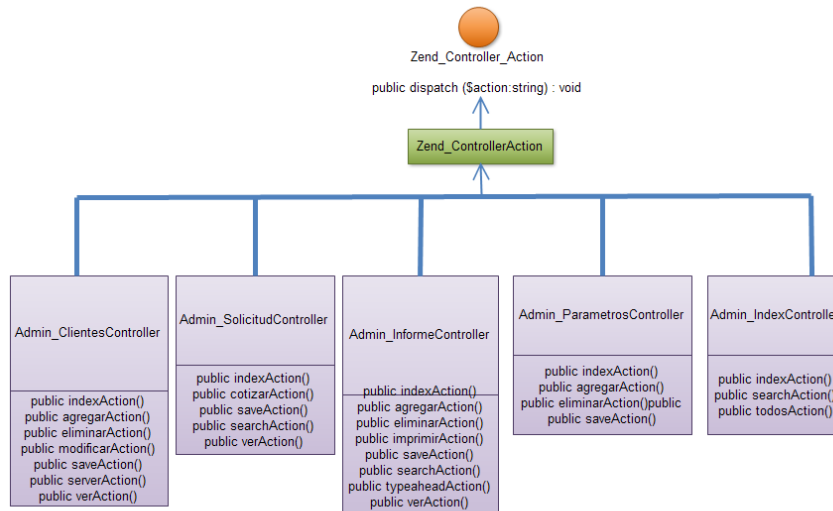 Zend_Controller_Action
public dispatch ($action:string) : void
Zend_ControllerAction
Admin_ClientesController
public indexAction()
public agregarAction()
public eliminarAction()
public modificarAction()
public saveAction()
public serverAction()
public verAction()
Admin_SolicitudController
public indexAction()
public cotizarAction()
public saveAction()
public searchAction()
public verAction()
Admin_InformeController
public indexAction()
public agregarAction()
public eliminarAction()
public imprimirAction()
public saveAction()
public searchAction()
public typeaheadAction()
public verAction()
Admin_ParametrosController
public indexAction()
public agregarAction()
public eliminarAction()public
public saveAction()
Admin_IndexControlle
public indexAction()
public searchAction()
public todosAction()